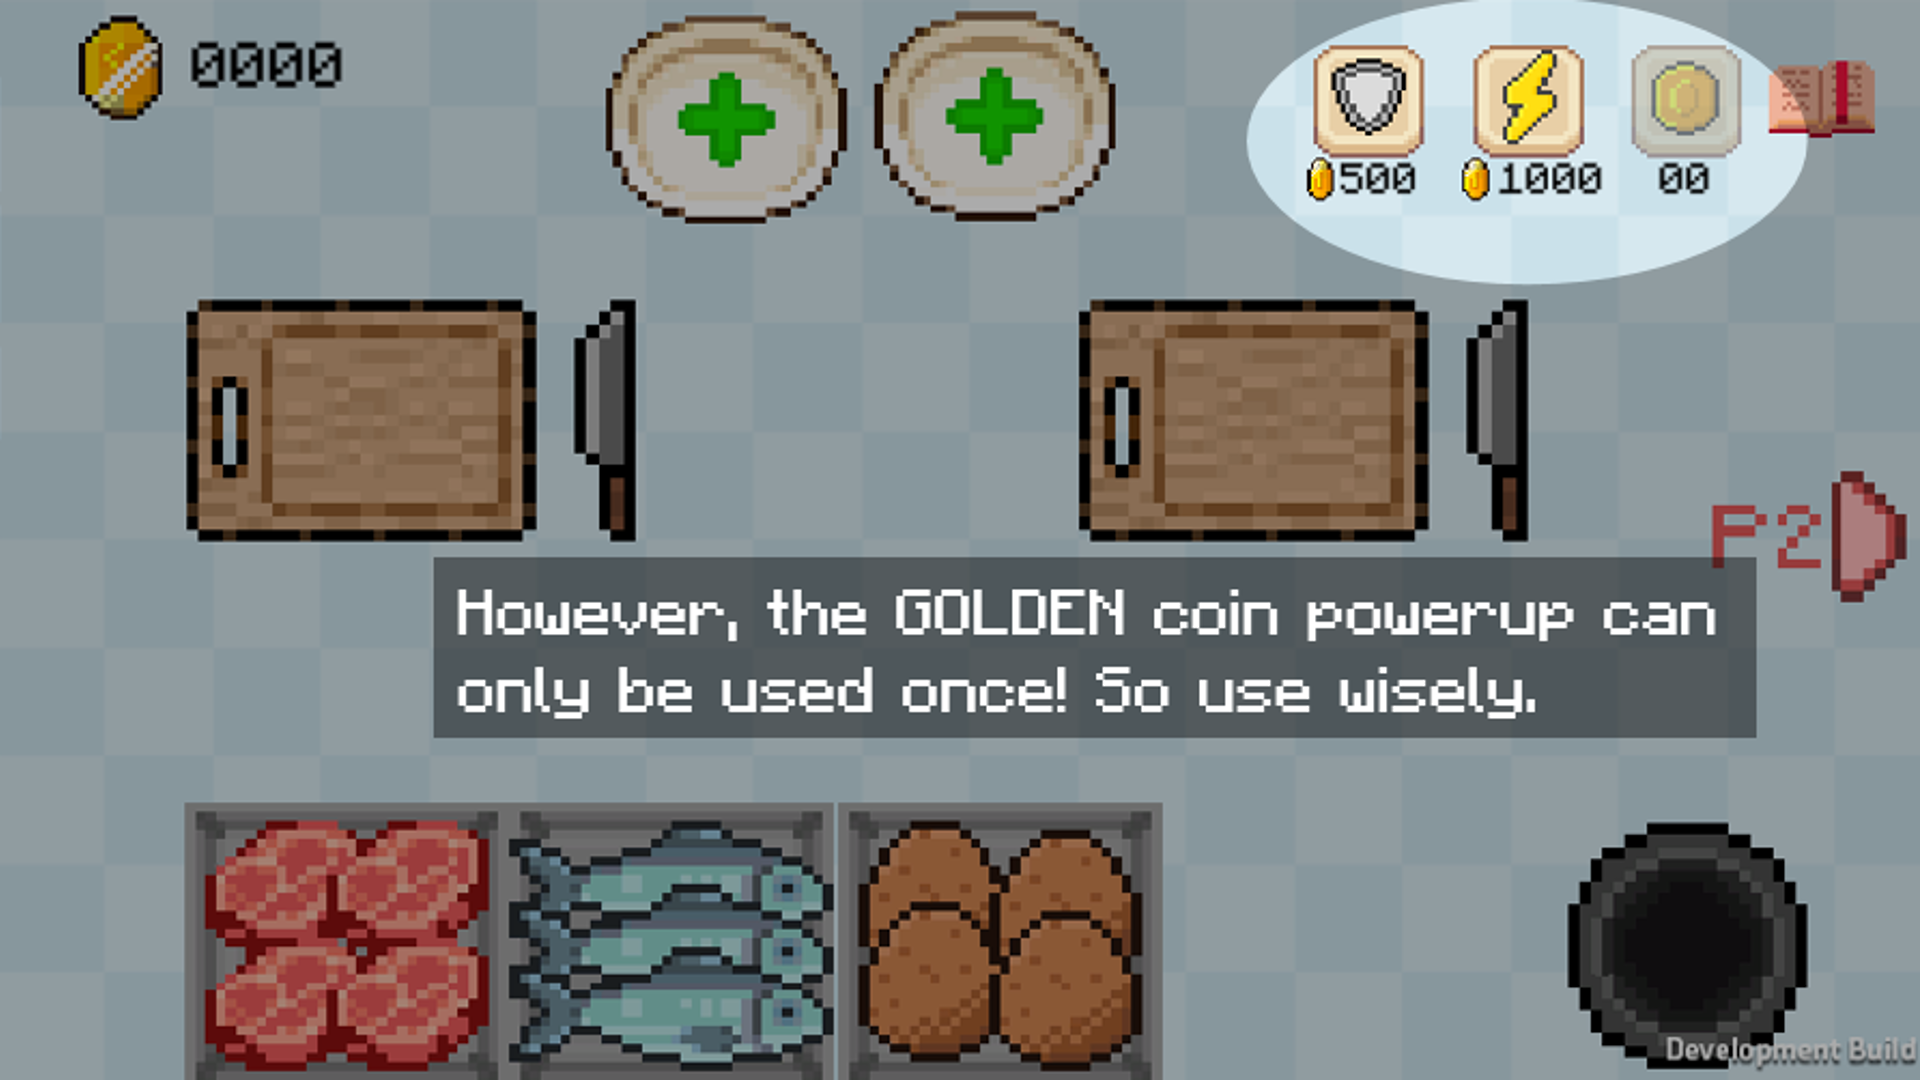 0000
500
1000
00
P2
However, the GOLDEN coin powerup can
only be used once! So use wisely.
Development Build